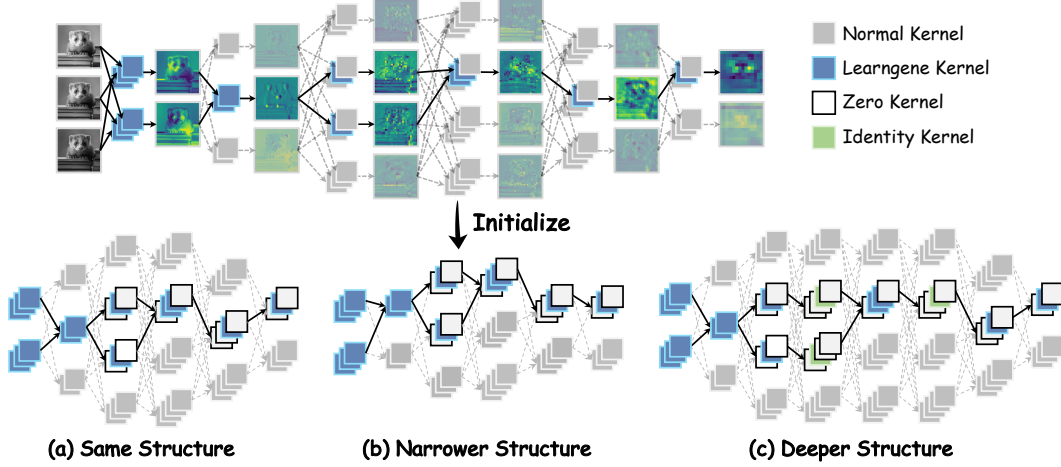 Normal Kernel
Learngene Kernel
Zero Kernel
Identity Kernel
Initialize
(a) Same Structure
(b) Narrower Structure
(c) Deeper Structure